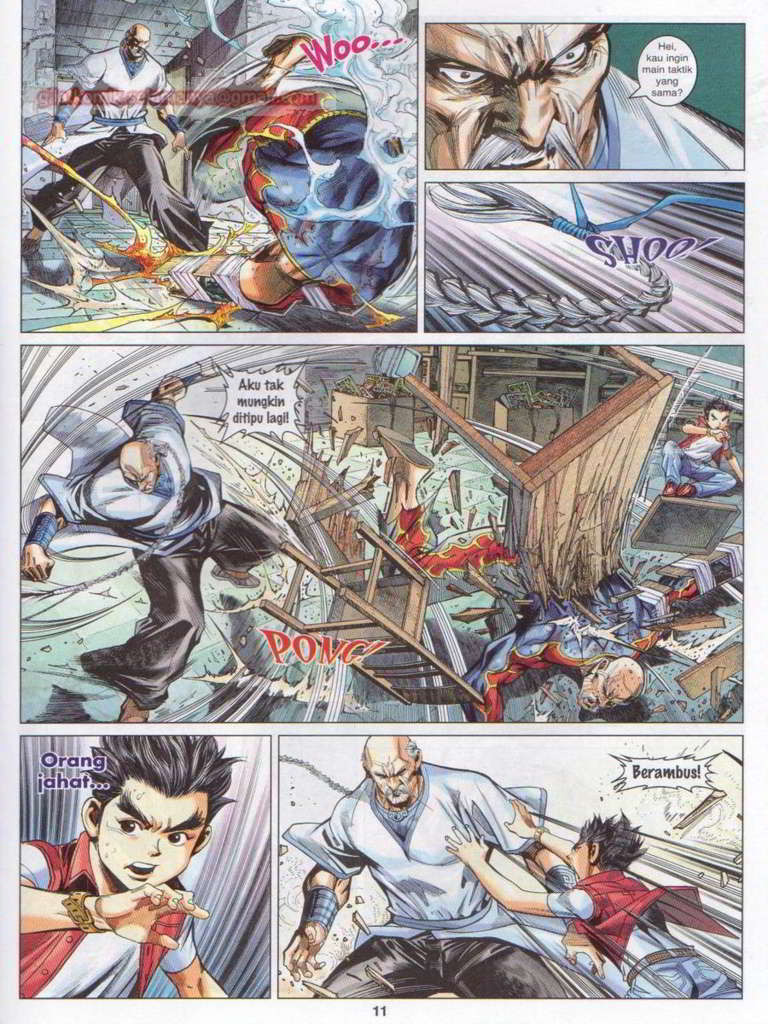 Woo...
Hei,
kau ingin
main taktik
yang
sama?
SHOO
Aku tak
mungkin
ditipu lagi!
PONG!
Orang
jahat...
Berambus!
11